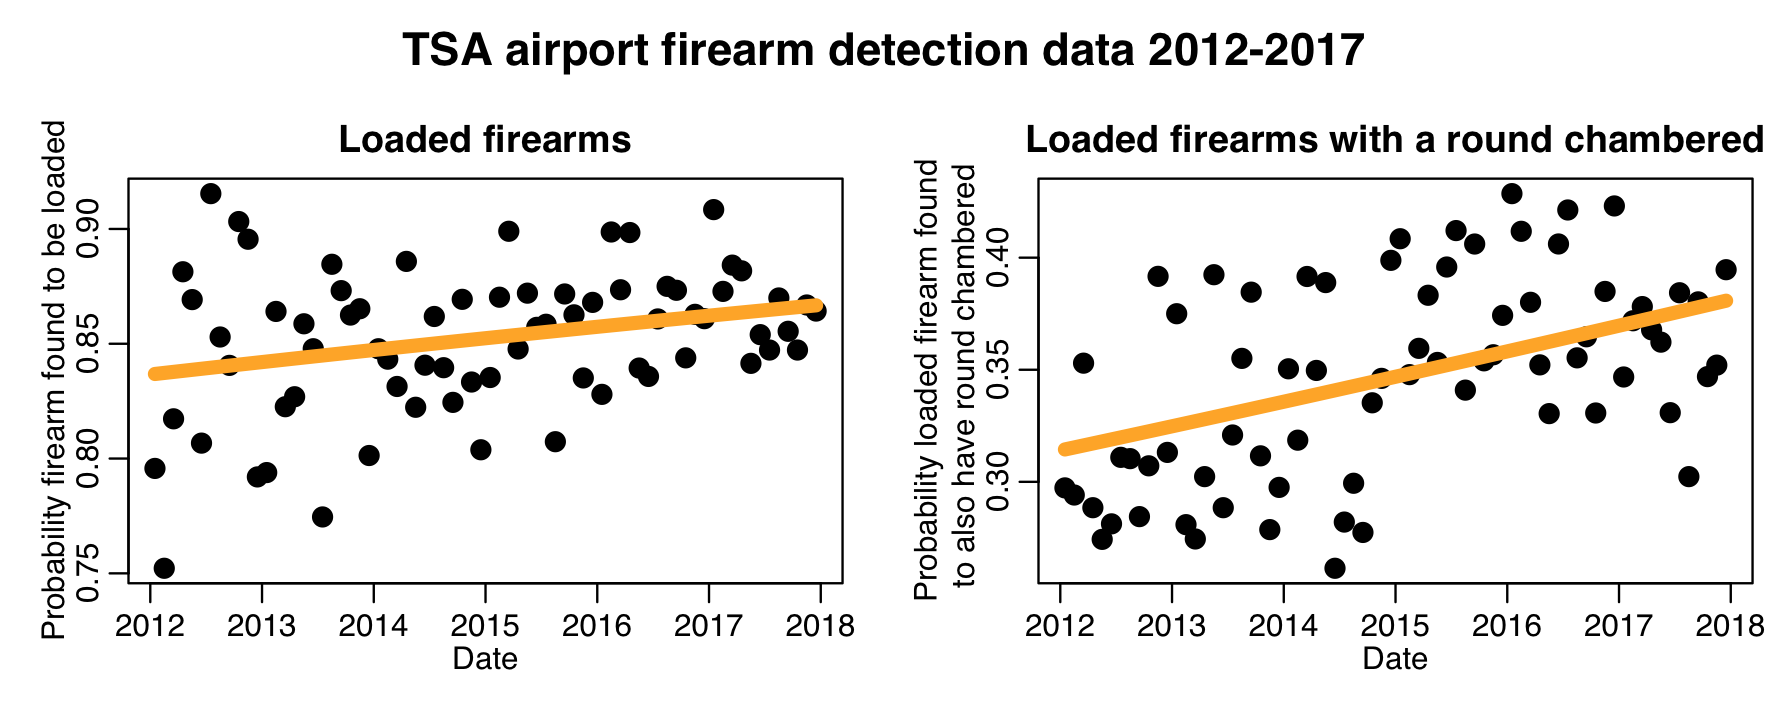 TSA airport firearm detection data 2012-2017
Loaded firearms
Probability firearm found to be loaded
0.90
0.85
0.80
0.75
2012 2013 2014 2015 2016 2017 2018
Date
Loaded firearms with a round chambered
Probability loaded firearm found
to also have round chambered
0.40
0.35
0.30
2012 2013 2014 2015 2016 2017 2018
Date